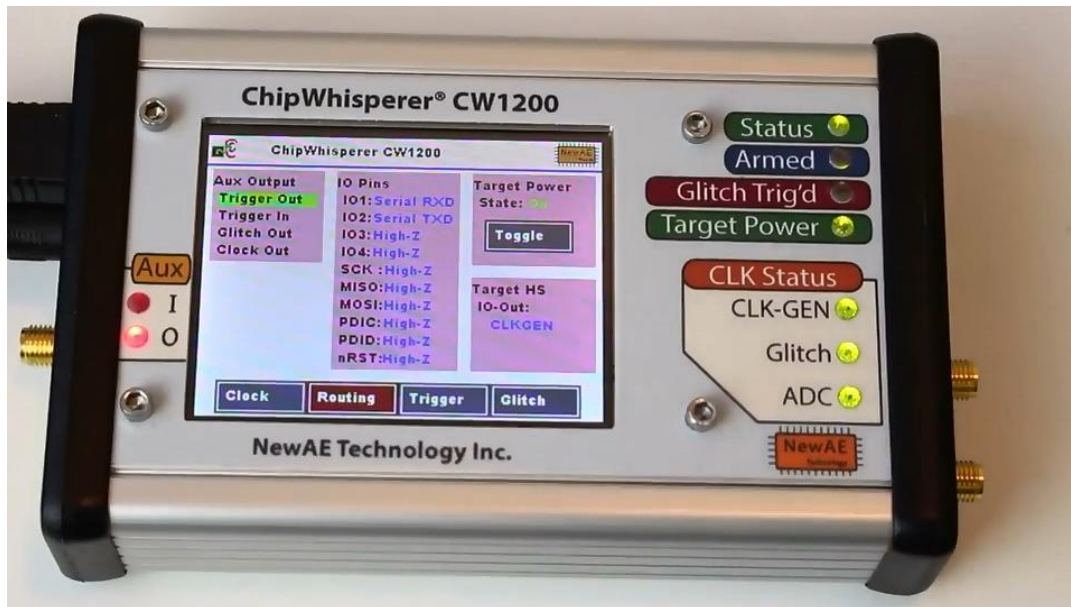 ChipWhisperer® CW1200
ChipWhisperer CW1200
NewAE
Aux Output
Trigger Out
Trigger In
Glitch Out
Clock Out
IO Pins
IO1:Serial RXD
IO2:Serial TXD
IO3:High-Z
IO4:High-Z
SCK :High-Z
MISO:High-Z
MOSI:High-Z
PDIC:High-Z
PDID:High-Z
nRST:High-Z
Target Power
State: On
Toggle
Target HS
IO-Out:
CLKGEN
Clock Routing Trigger Glitch
Aux
I
O
Status
Armed
Glitch Trig'd
Target Power
CLK Status
CLK-GEN
Glitch
ADC
NewAE
Technology
NewAE Technology Inc.